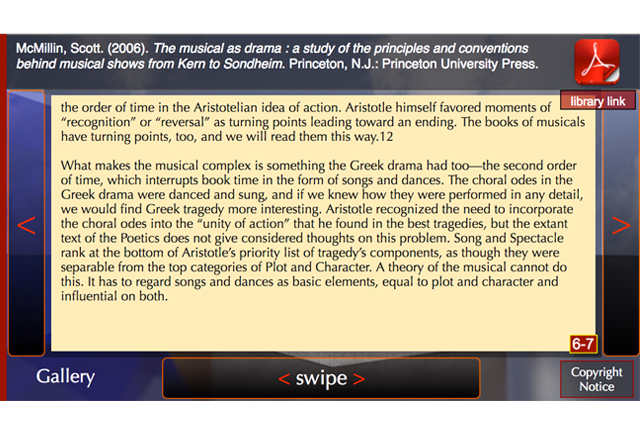 McMillin, Scott. (2006). The musical as drama : a study of the principles and conventions
behind musical shows from Kern to Sondheim. Princeton, N.J.: Princeton University Press.
library link
the order of time in the Aristotelian idea of action. Aristotle himself favored moments of
“recognition” or “reversal” as turning points leading toward an ending. The books of musicals
have turning points, too, and we will read them this way.12
What makes the musical complex is something the Greek drama had too—the second order
of time, which interrupts book time in the form of songs and dances. The choral odes in the
Greek drama were danced and sung, and if we knew how they were performed in any detail,
we would find Greek tragedy more interesting. Aristotle recognized the need to incorporate
the choral odes into the “unity of action” that he found in the best tragedies, but the extant
text of the Poetics does not give considered thoughts on this problem. Song and Spectacle
rank at the bottom of Aristotle’s priority list of tragedy’s components, as though they were
separable from the top categories of Plot and Character. A theory of the musical cannot do
this. It has to regard songs and dances as basic elements, equal to plot and character and
influential on both.
< >
6-7
Gallery
< swipe >
Copyright
Notice